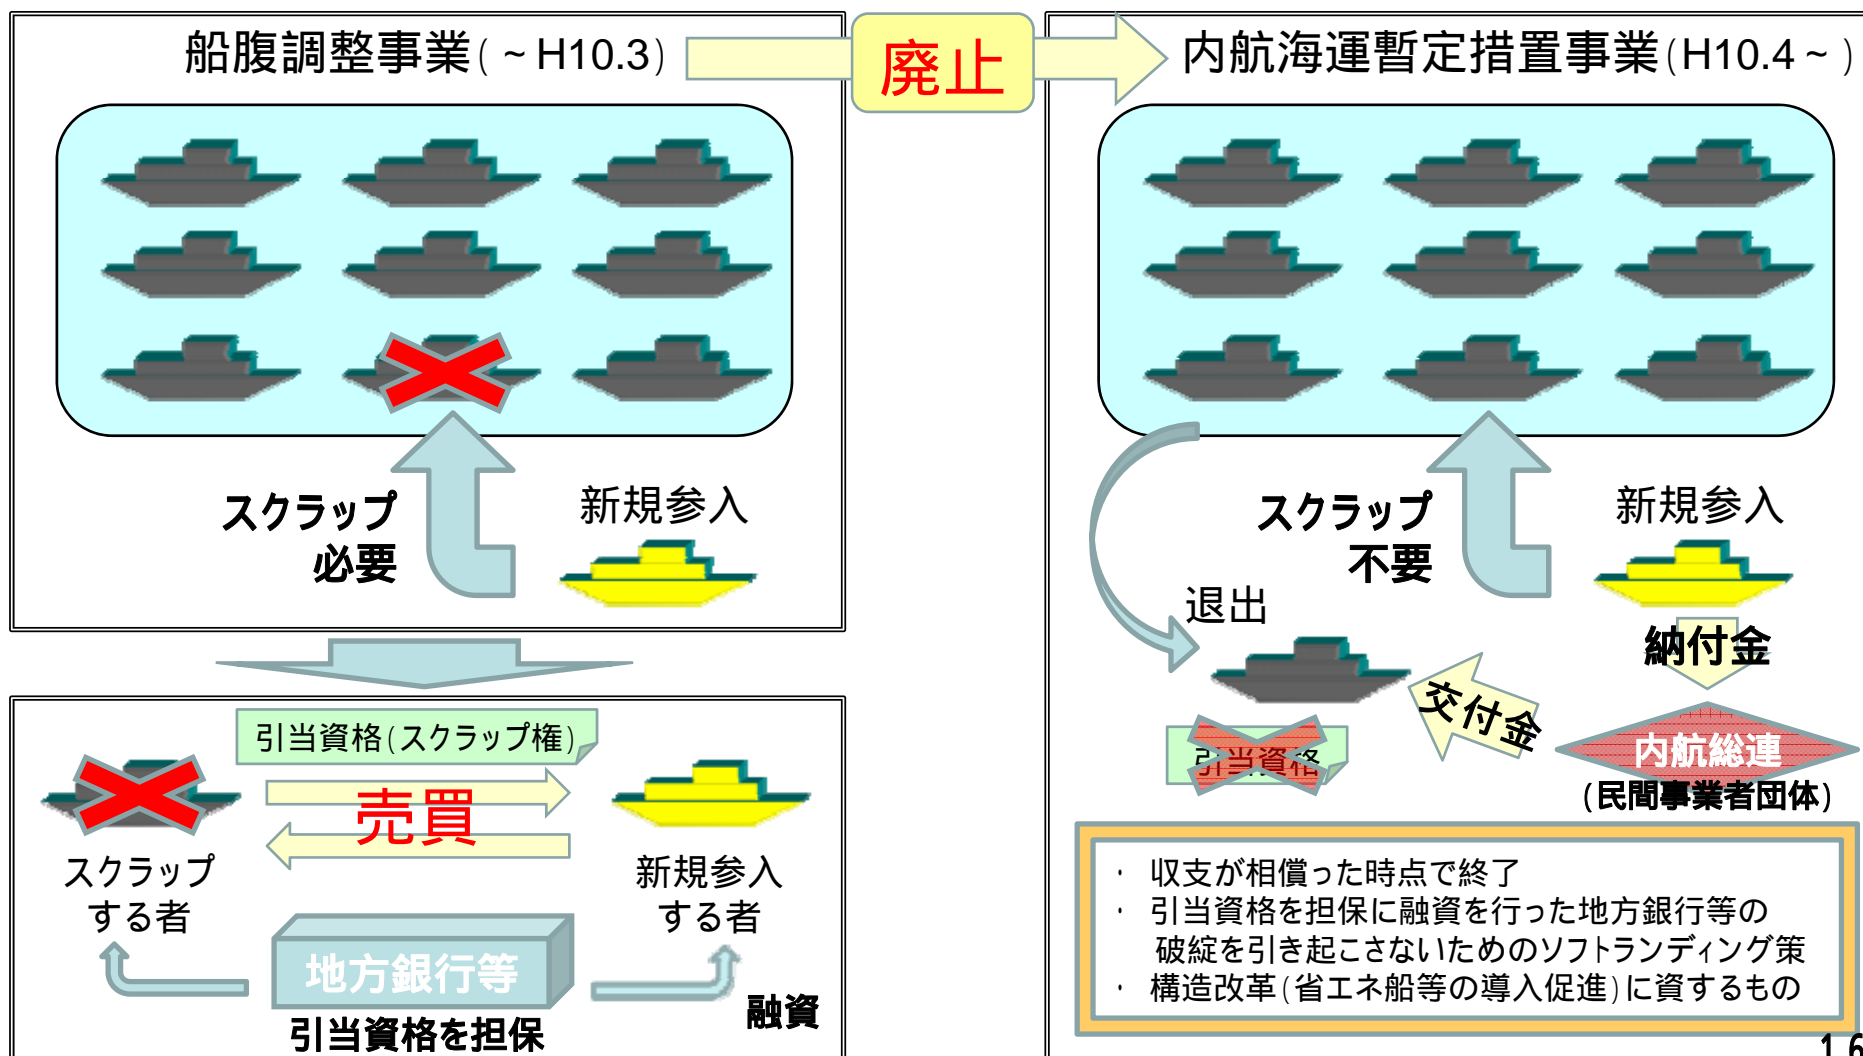 船腹調整事業(~H10.3)
廃止
内航海運暫定措置事業(H10.4~)
スクラップ
必要
新規参入
引当資格(スクラップ権)
売買
スクラップ
する者
新規参入
する者
地方銀行等
融資
引当資格を担保
スクラップ
不要
新規参入
退出
納付金
交付金
引当資格
内航総連
(民間事業者団体)
・ 収支が相償った時点で終了
・ 引当資格を担保に融資を行った地方銀行等の
破綻を引き起こさないためのソフトランディング策
・ 構造改革(省エネ船等の導入促進)に資するもの
16